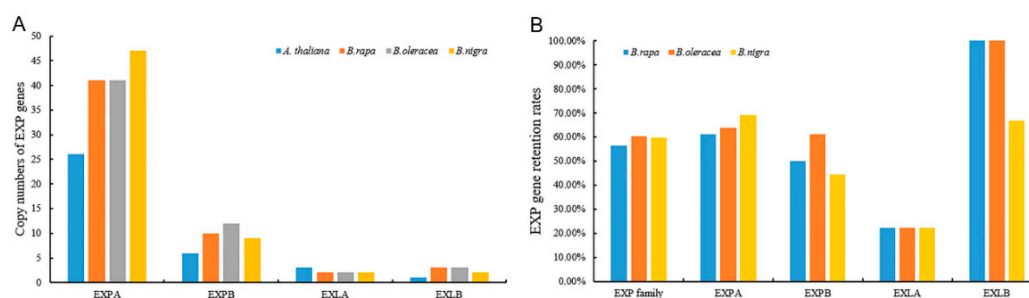 A
Copy numbers of EXP genes
50
45
40
35
30
25
20
15
10
5
0
A. thaliana B.rapa B.oleracea B.nigra
EXPA EXPB EXLA EXLB
B
EXP gene retention rates
100.00%
90.00%
80.00%
70.00%
60.00%
50.00%
40.00%
30.00%
20.00%
10.00%
0.00%
B.rapa B.oleracea B.nigra
EXP family EXPA EXPB EXLA EXLB